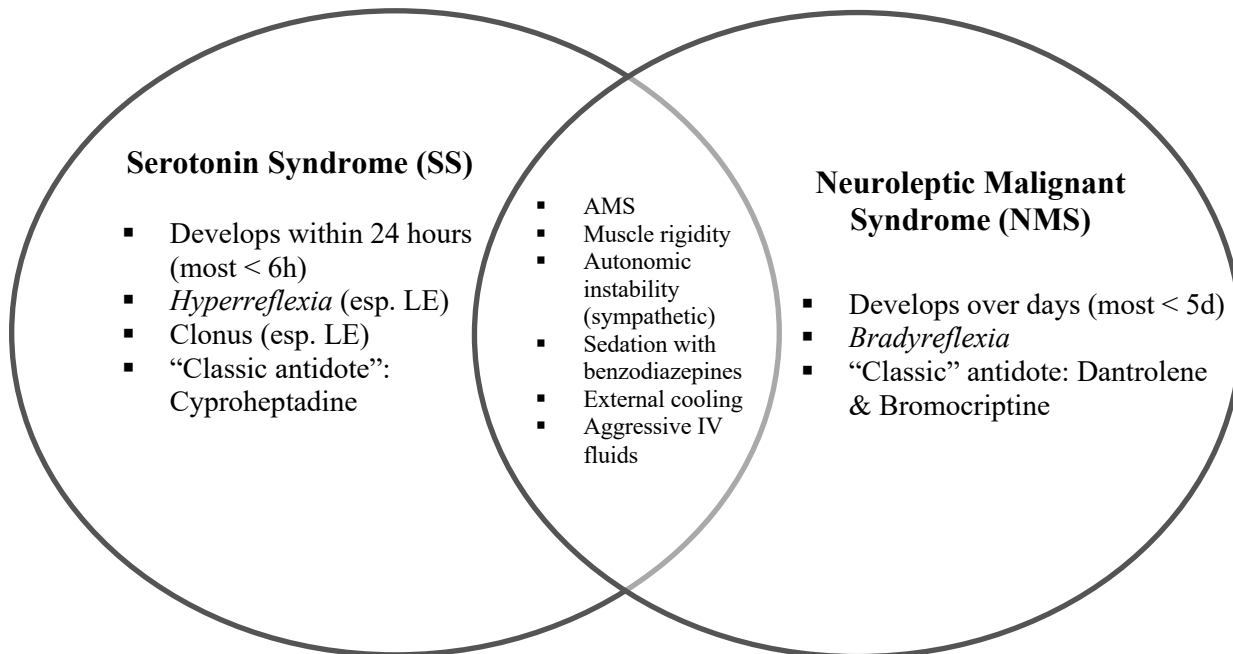 Serotonin Syndrome (SS)
▪ Develops within 24 hours
(most < 6h)
▪ Hyperreflexia (esp. LE)
▪ Clonus (esp. LE)
▪ “Classic antidote”:
Cyproheptadine
▪ AMS
▪ Muscle rigidity
▪ Autonomic
instability
(sympathetic)
▪ Sedation with
benzodiazepines
▪ External cooling
▪ Aggressive IV
fluids
Neuroleptic Malignant
Syndrome (NMS)
▪ Develops over days (most < 5d)
▪ Bradyreflexia
▪ “Classic” antidote: Dantrolene
& Bromocriptine